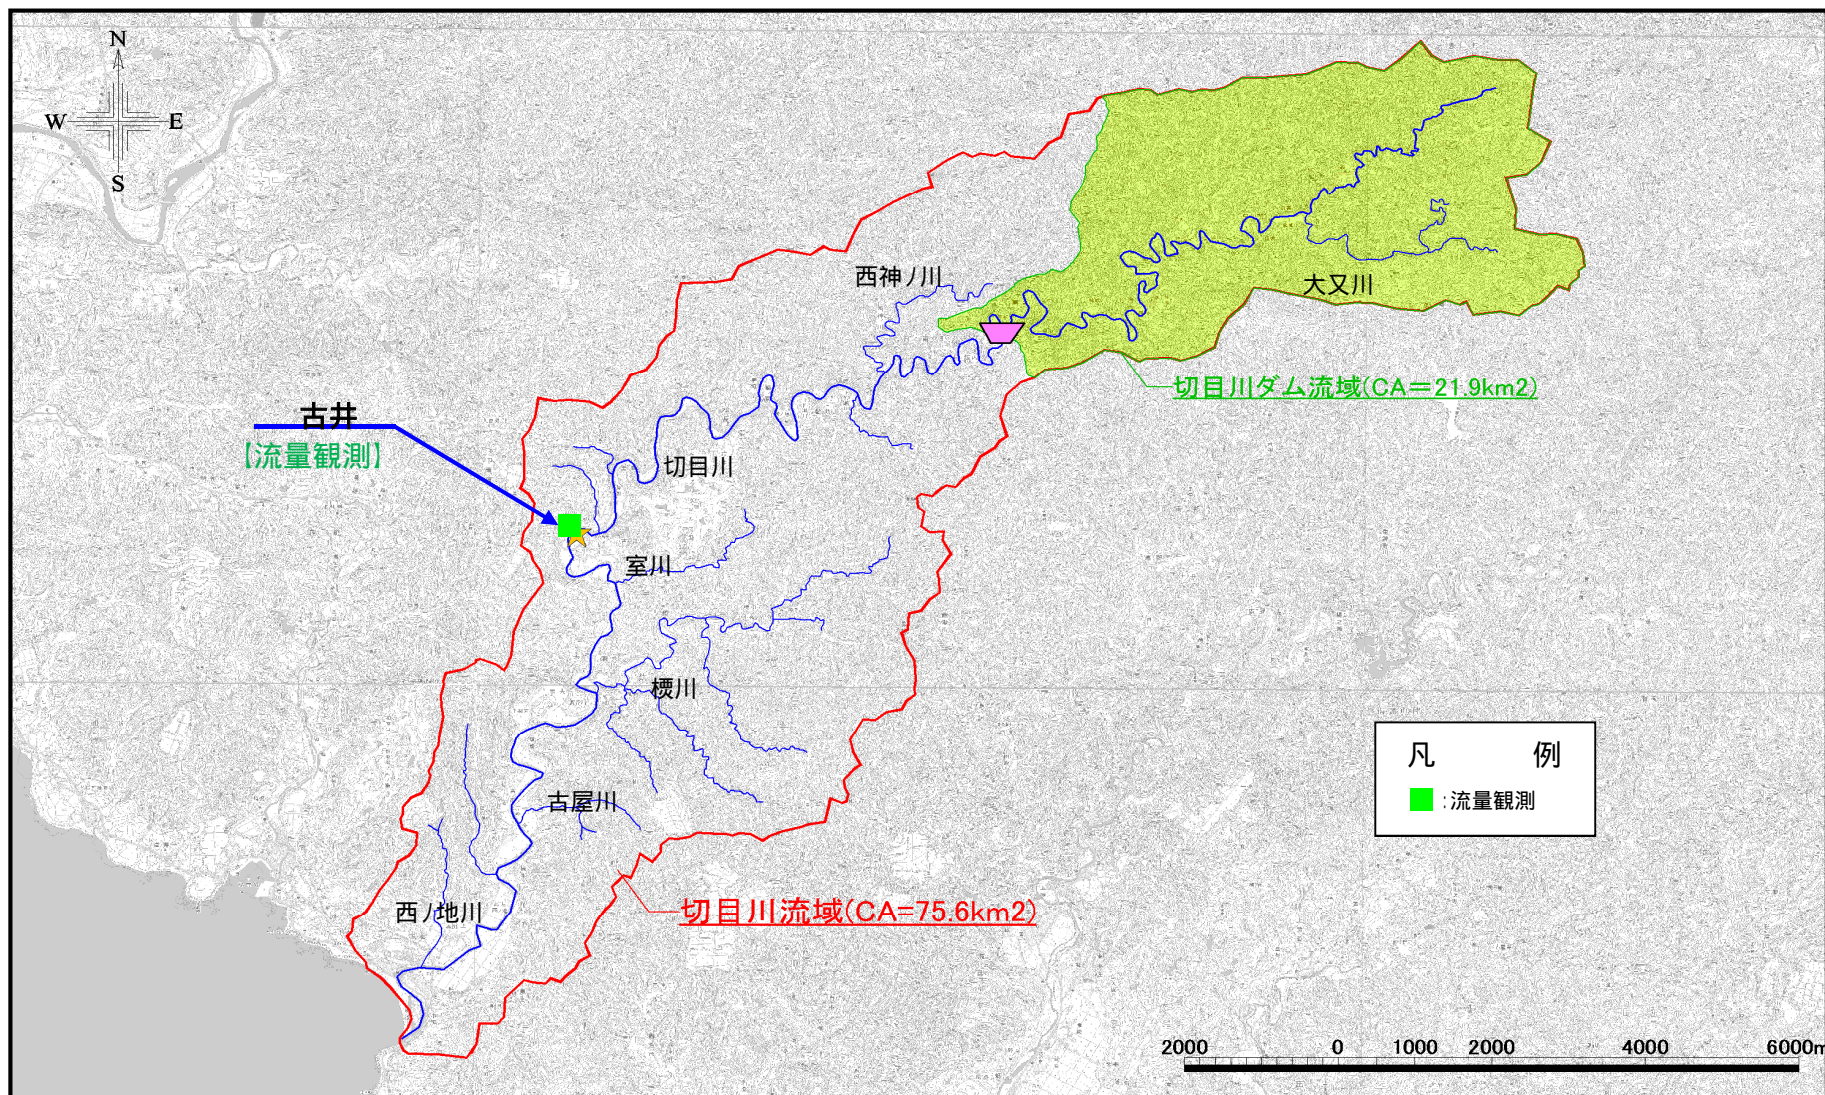 N
W
E
S
西神ノ川
大又川
切目川ダム流域(CA=21.9km2)
古井
【流量観測】
切目川
室川
古屋川
西ノ地川
切目川流域(CA=75.6km2)
凡 例
:流量観測
2000 0 1000 2000 4000 6000m